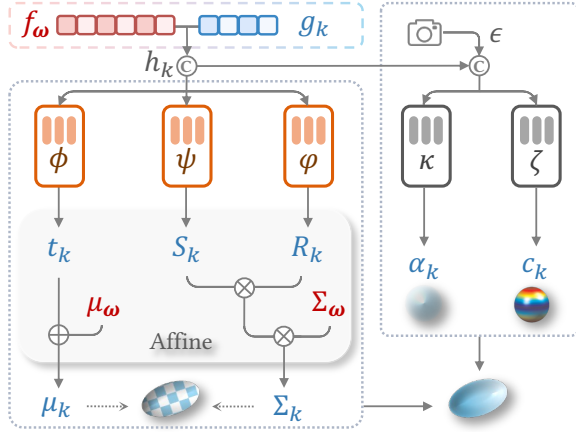 f_ω g_k
ϵ
h_k © ©
ϕ ψ φ κ ζ
t_k S_k R_k α_k c_k
μ_ω Σ_ω
Affine
μ_k Σ_k